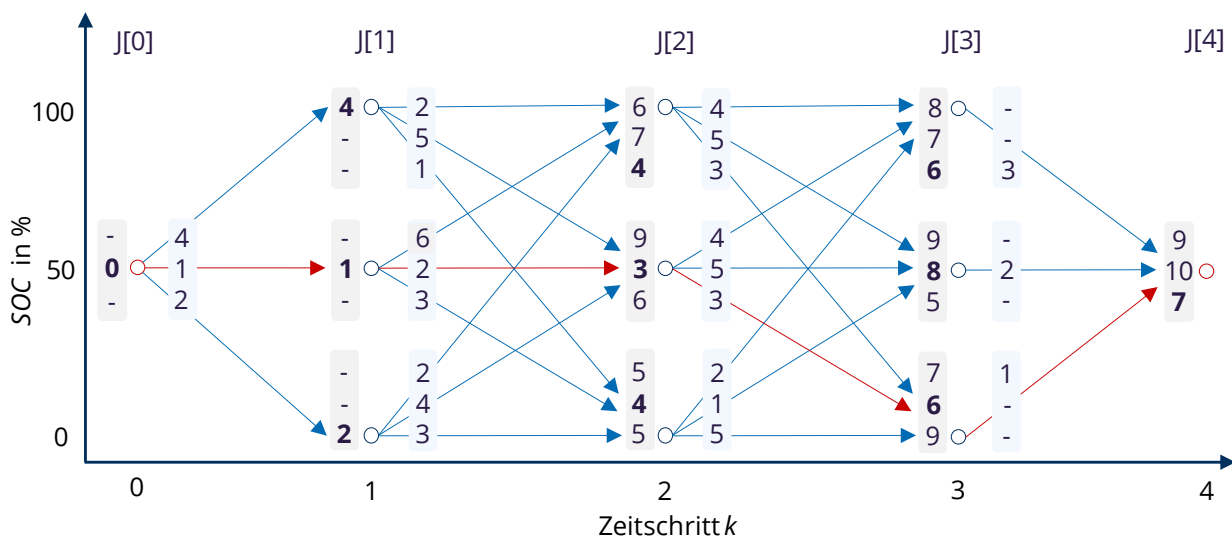 J[0] J[1] J[2] J[3] J[4]
100 4 2 6 4 8 -
- 5 7 5 7 -
- 1 4 3 6 3
- 4 - 6 9 4 9 - 9
50 0 1 1 2 3 5 8 2 10
- 2 - 3 6 3 5 - 7
- 2 5 2 7 1
- 4 4 1 6 -
0 2 3 5 5 9 -
SOC in %
0 1 2 3 4
Zeitschritt k